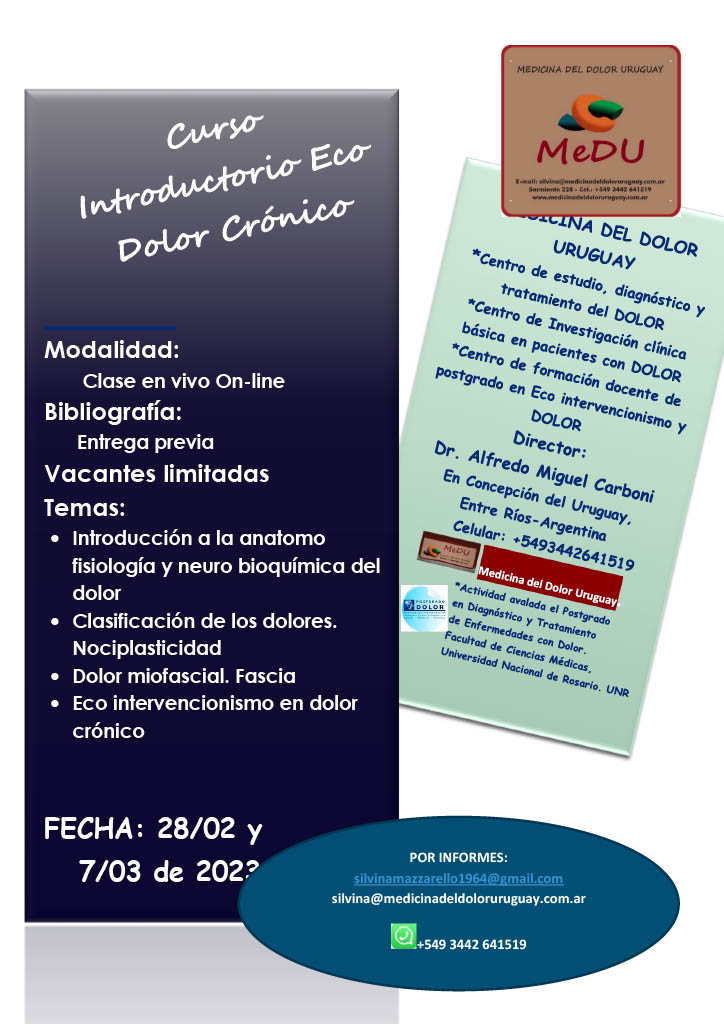 Curso
Introductorio Eco
Dolor Crónico
Modalidad:
Clase en vivo On-line
Bibliografía:
Entrega previa
Vacantes limitadas
Temas:
• Introducción a la anatomo
fisiología y neuro bioquímica del
dolor
• Clasificación de los dolores.
Nociplasticidad
• Dolor miofascial. Fascia
• Eco intervencionismo en dolor
crónico
FECHA: 28/02 y
7/03 de 2023
MEDICINA DEL DOLOR URUGUAY
MeDU
E-mail: silvina@medicinadeldoloruruguay.com.ar
Sarmiento 228 - Cel.: +549 3442 641519
www.medicinadeldoloruruguay.com.ar
MEDICINA DEL DOLOR
URUGUAY
*Centro de estudio, diagnóstico y
tratamiento del DOLOR
*Centro de Investigación clínica
básica en pacientes con DOLOR
*Centro de formación docente de
postgrado en Eco intervencionismo y
DOLOR
Director:
Dr. Alfredo Miguel Carboni
En Concepción del Uruguay,
Entre Ríos-Argentina
Celular: +5493442641519
MeDU
Medicina del Dolor Uruguay.
POSTGRADO
DOLOR
*Actividad avalada el Postgrado
en Diagnóstico y Tratamiento
de Enfermedades con Dolor.
Facultad de Ciencias Médicas,
Universidad Nacional de Rosario. UNR
POR INFORMES:
silvinamazzarello1964@gmail.com
silvina@medicinadeldoloruruguay.com.ar
+549 3442 641519